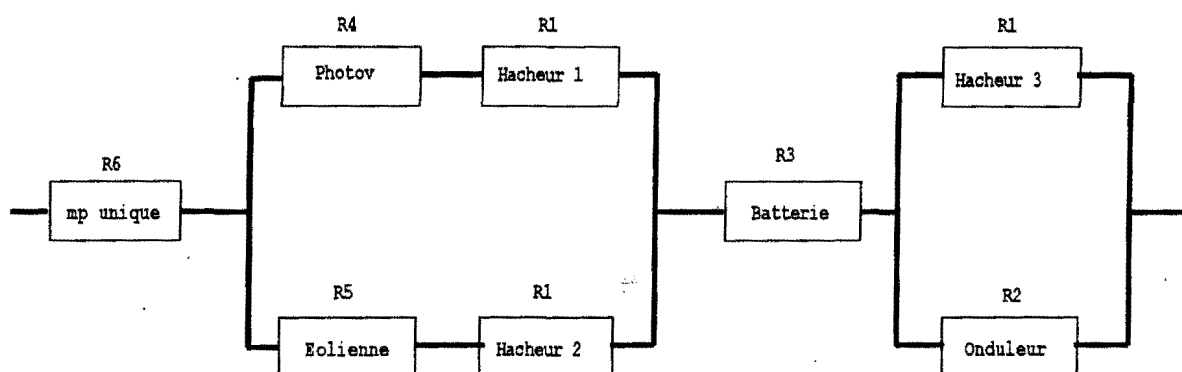 R4
R1
R1
Photov
Hacheur 1
Hacheur 3
R6
R3
mp unique
Batterie
R5
R1
R2
Eolienne
Hacheur 2
Onduleur